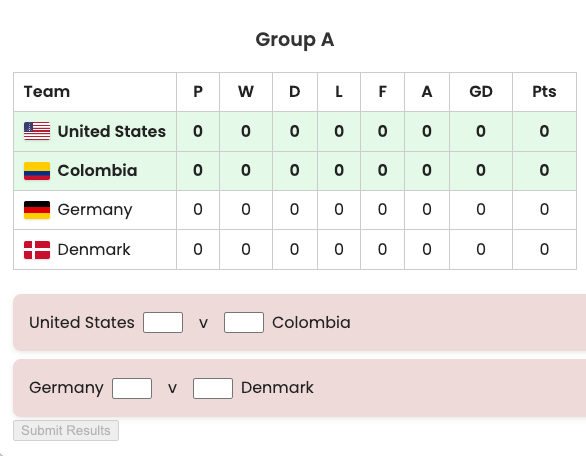 Group A
Team P W D L F A GD Pts
United States 0 0 0 0 0 0 0 0
Colombia 0 0 0 0 0 0 0 0
Germany 0 0 0 0 0 0 0 0
Denmark 0 0 0 0 0 0 0 0
United States v Colombia
Germany v Denmark
Submit Results